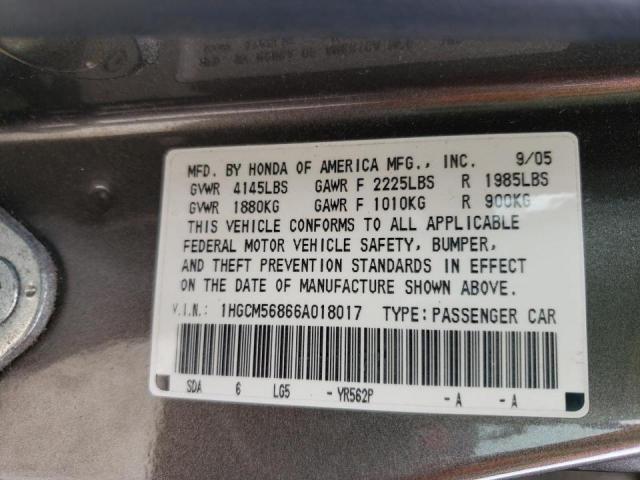 MFD. BY HONDA OF AMERICA MFG., INC. 9/05
GVWR 4145LBS GAWR F 2225LBS R 1985LBS
GVWR 1880KG GAWR F 1010KG R 900KG
THIS VEHICLE CONFORMS TO ALL APPLICABLE
FEDERAL MOTOR VEHICLE SAFETY, BUMPER,
AND THEFT PREVENTION STANDARDS IN EFFECT
ON THE DATE OF MANUFACTURE SHOWN ABOVE.
V.I.N.: 1HGCM56866A018017 TYPE: PASSENGER CAR
SDA 6 LG5 - YR562P - A - A